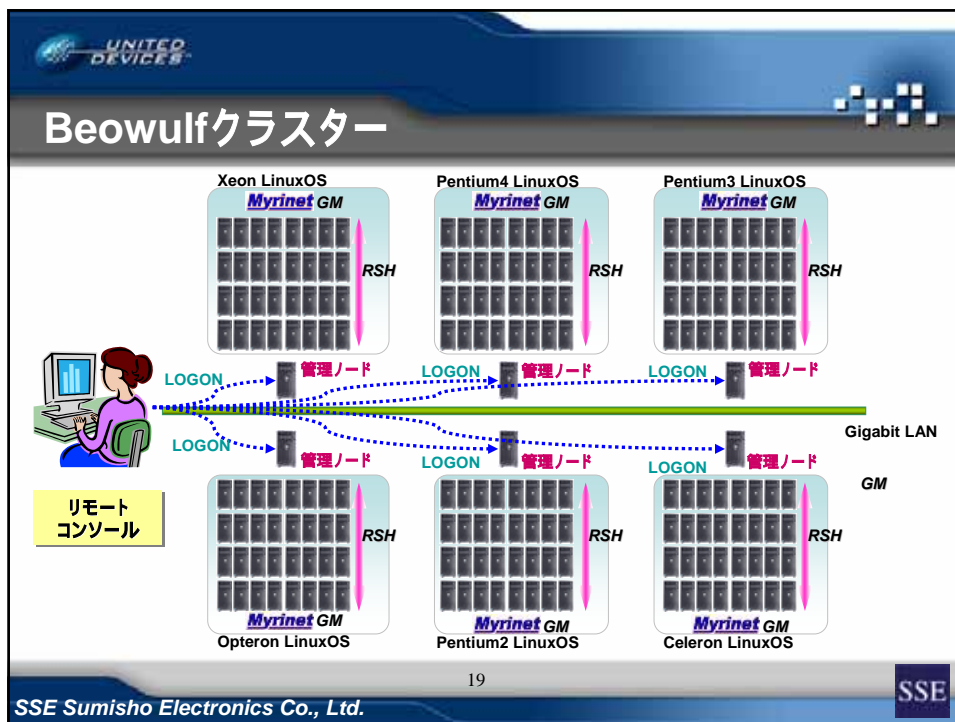 UNITED
DEVICES
Beowulfクラスター
Xeon LinuxOS
Pentium4 LinuxOS
Pentium3 LinuxOS
Myrinet GM
Myrinet GM
Myrinet GM
RSH
RSH
RSH
LOGON
管理ノード
LOGON
管理ノード
LOGON
管理ノード
Gigabit LAN
LOGON
管理ノード
LOGON
管理ノード
LOGON
管理ノード
GM
リモート
コンソール
RSH
RSH
RSH
Myrinet GM
Myrinet GM
Myrinet GM
Opteron LinuxOS
Pentium2 LinuxOS
Celeron LinuxOS
19
SSE Sumisho Electronics Co., Ltd.
SSE